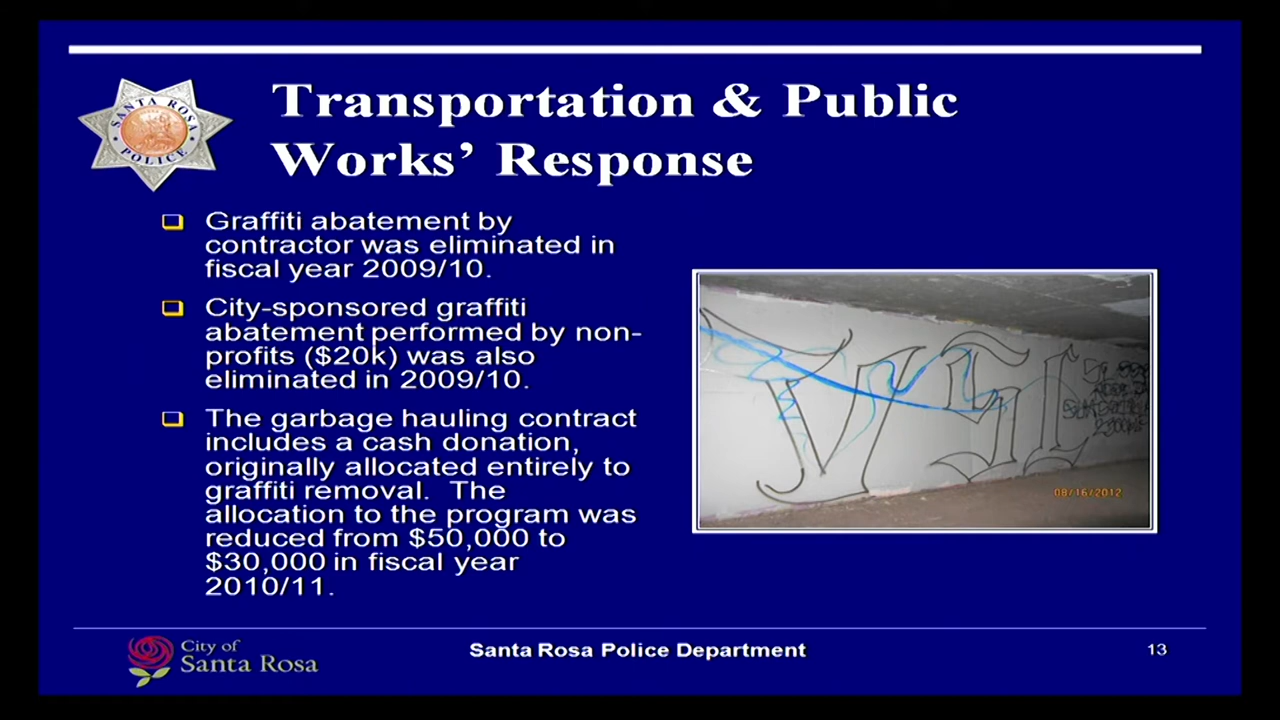 Transportation & Public
Works' Response
SANTA ROSA
POLICE
Graffiti abatement by
contractor was eliminated in
fiscal year 2009/10.
City-sponsored graffiti
abatement performed by non-
profits ($20k) was also
eliminated in 2009/10.
The garbage hauling contract
includes a cash donation,
originally allocated entirely to
graffiti removal.  The
allocation to the program was
reduced from $50,000 to
$30,000 in fiscal year
2010/11.
08/16/2012
City of
Santa Rosa
Santa Rosa Police Department
13